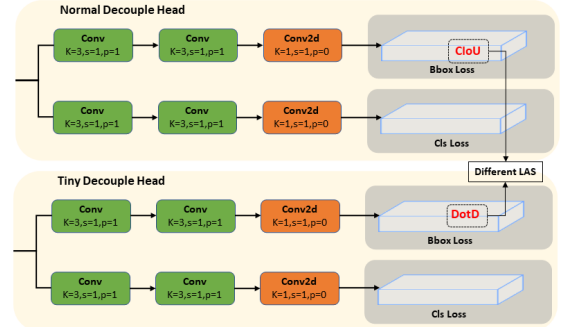 Normal Decouple Head
Conv
K=3,s=1,p=1
Conv
K=3,s=1,p=1
Conv2d
K=1,s=1,p=0
CIoU
Bbox Loss
Conv
K=3,s=1,p=1
Conv
K=3,s=1,p=1
Conv2d
K=1,s=1,p=0
Cls Loss
Different LAS
Tiny Decouple Head
Conv
K=3,s=1,p=1
Conv
K=3,s=1,p=1
Conv2d
K=1,s=1,p=0
DotD
Bbox Loss
Conv
K=3,s=1,p=1
Conv
K=3,s=1,p=1
Conv2d
K=1,s=1,p=0
Cls Loss